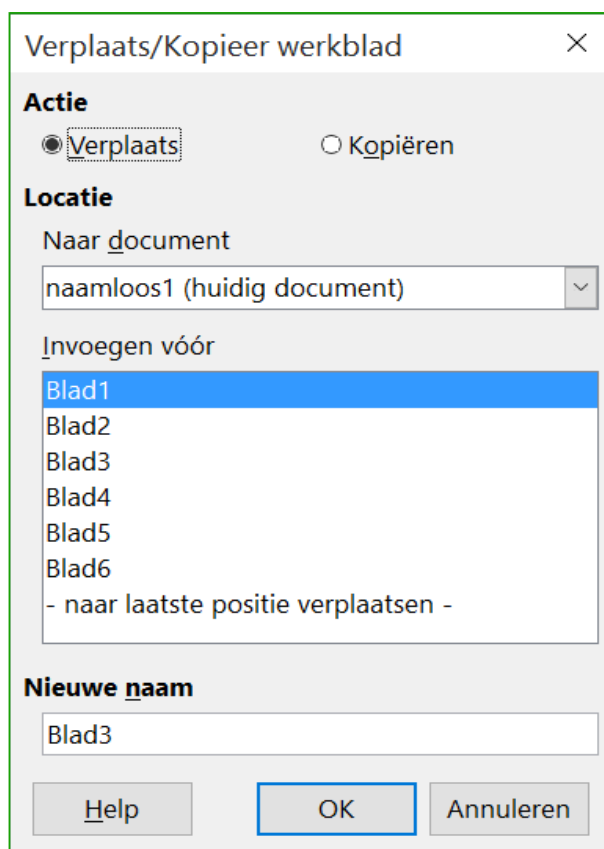 Verplaats/Kopieer werkblad
Actie
Verplaats Kopiëren
Locatie
Naar document
naamloos1 (huidig document)
Invoegen vóór
Blad1
Blad2
Blad3
Blad4
Blad5
Blad6
- naar laatste positie verplaatsen -
Nieuwe naam
Blad3
Help OK Annuleren